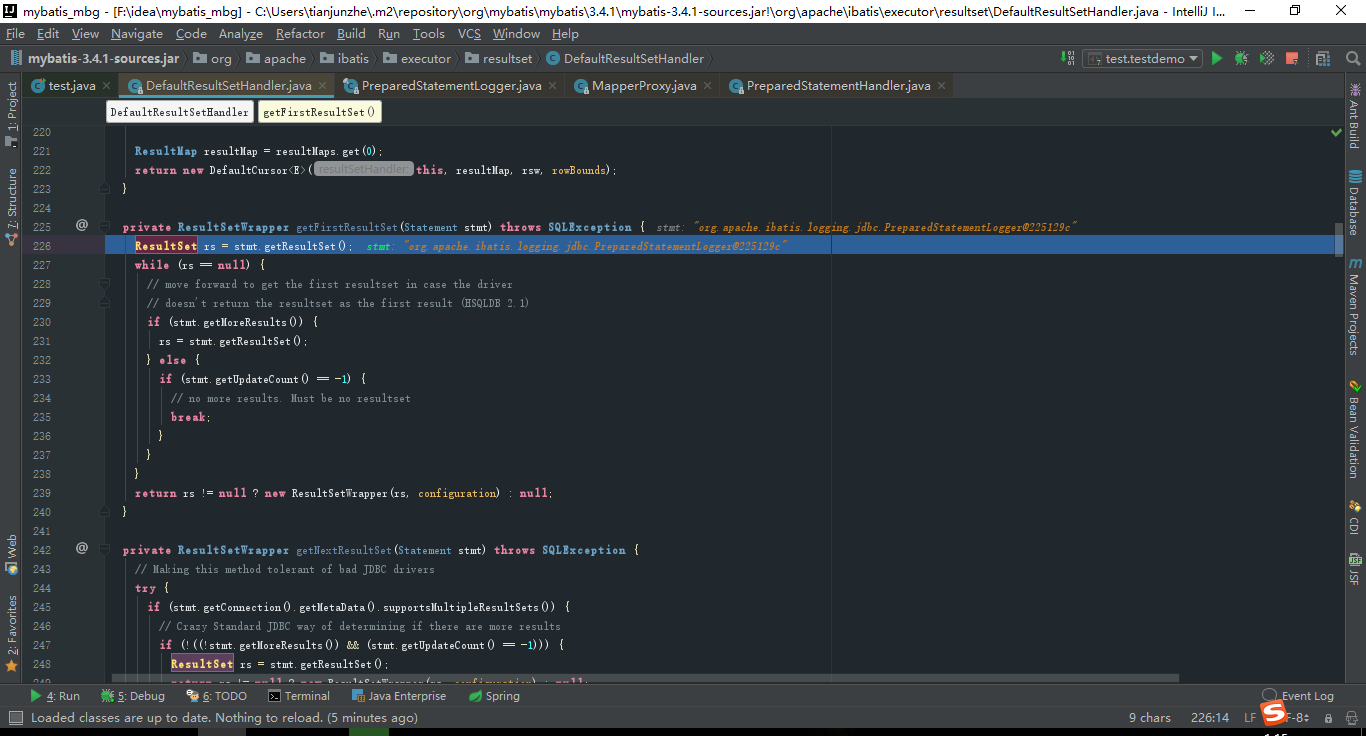 mybatis_mbg - [F:\idea\mybatis_mbg] - C:\Users\tianjunzhe\.m2\repository\org\mybatis\mybatis\3.4.1\mybatis-3.4.1-sources.jar!\org\apache\ibatis\executor\resultset\DefaultResultSetHandler.java - IntelliJ I...
File Edit View Navigate Code Analyze Refactor Build Run Tools VCS Window Help
mybatis-3.4.1-sources.jar org apache ibatis executor resultset DefaultResultSetHandler test.testdemo
test.java DefaultResultSetHandler.java PreparedStatementLogger.java MapperProxy.java PreparedStatementHandler.java
DefaultResultSetHandler getFirstResultSet()
220
221 ResultMap resultMap = resultMaps.get(0);
222 return new DefaultCursor<E>( resultSetHandler: this, resultMap, rsw, rowBounds);
223 }
224
225 @ private ResultSetWrapper getFirstResultSet(Statement stmt) throws SQLException { stmt: "org.apache.ibatis.logging.jdbc.PreparedStatementLogger@225129c"
226 ResultSet rs = stmt.getResultSet(); stmt: "org.apache.ibatis.logging.jdbc.PreparedStatementLogger@225129c"
227 while (rs == null) {
228 // move forward to get the first resultset in case the driver
229 // doesn't return the resultset as the first result (HSQLDB 2.1)
230 if (stmt.getMoreResults()) {
231 rs = stmt.getResultSet();
232 } else {
233 if (stmt.getUpdateCount() == -1) {
234 // no more results. Must be no resultset
235 break;
236 }
237 }
238 }
239 return rs != null ? new ResultSetWrapper(rs, configuration) : null;
240 }
241
242 @ private ResultSetWrapper getNextResultSet(Statement stmt) throws SQLException {
243 // Making this method tolerant of bad JDBC drivers
244 try {
245 if (stmt.getConnection().getMetaData().supportsMultipleResultSets()) {
246 // Crazy Standard JDBC way of determining if there are more results
247 if (!((!stmt.getMoreResults()) && (stmt.getUpdateCount() == -1))) {
248 ResultSet rs = stmt.getResultSet();
249 return rs != null ? new ResultSetWrapper(rs, configuration) : null;
1: Project
7: Structure
Web
2: Favorites
Ant Build
Database
Maven Projects
Bean Validation
CDI
JSF
4: Run 5: Debug 6: TODO Terminal Java Enterprise Spring Event Log
Loaded classes are up to date. Nothing to reload. (5 minutes ago) 9 chars 226:14 LF F-8